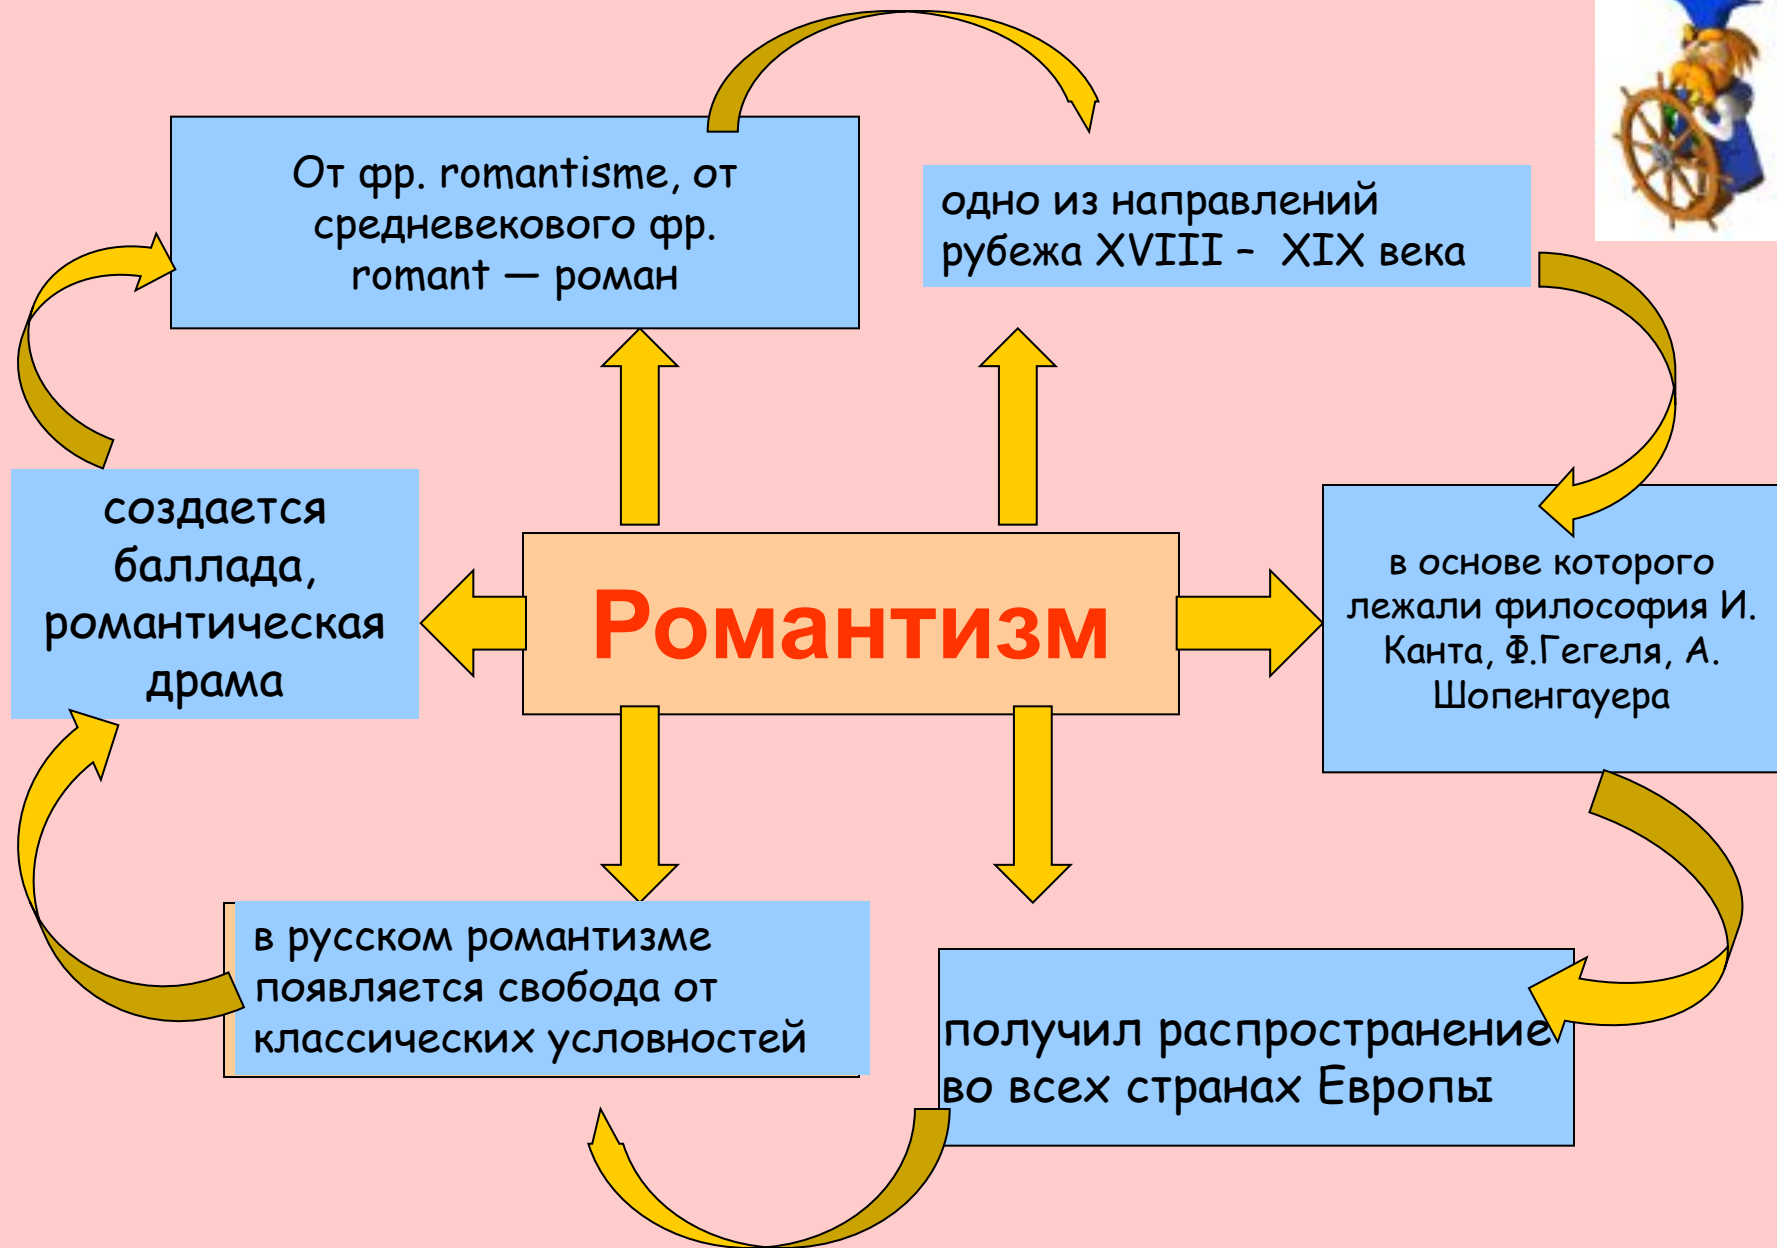 От фр. romantisme, от
средневекового фр.
romant — роман
одно из направлений
рубежа XVIII – XIX века
создается
баллада,
романтическая
драма
Романтизм
в основе которого
лежали философия И.
Канта, Ф.Гегеля, А.
Шопенгауера
в русском романтизме
появляется свобода от
классических условностей
получил распространение
во всех странах Европы